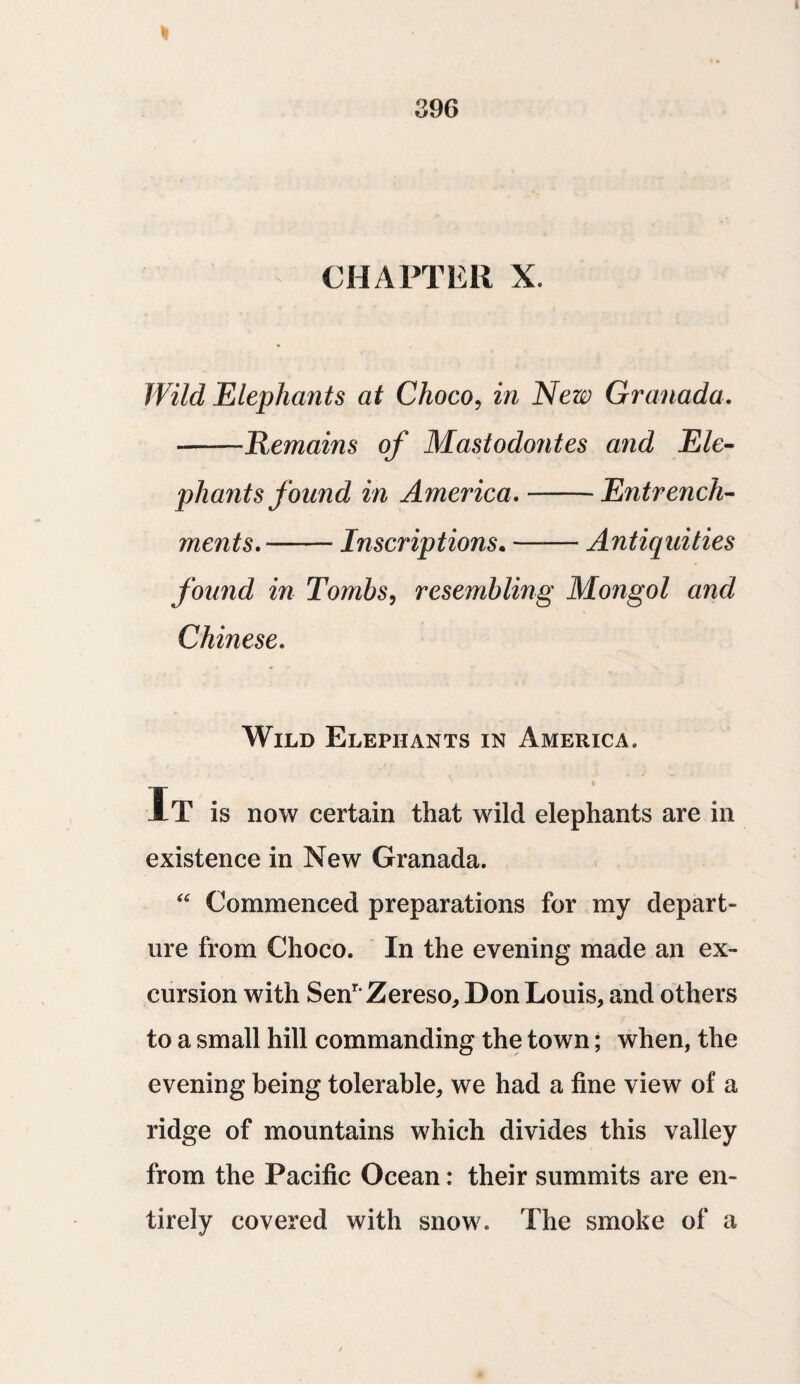 396
CHAPTER X.
Wild Elephants at Choco, in New Granada.
——Remains of Mastodontes and Ele-
phants found in America. —— Entrench-
ments. —— Inscriptions. —— Antiquities
found in Tombs, resembling Mongol and
Chinese.
Wild Elephants in America.
It is now certain that wild elephants are in
existence in New Granada.
“ Commenced preparations for my depart-
ure from Choco. In the evening made an ex-
cursion with Senr. Zereso, Don Louis, and others
to a small hill commanding the town; when, the
evening being tolerable, we had a fine view of a
ridge of mountains which divides this valley
from the Pacific Ocean: their summits are en-
tirely covered with snow. The smoke of a